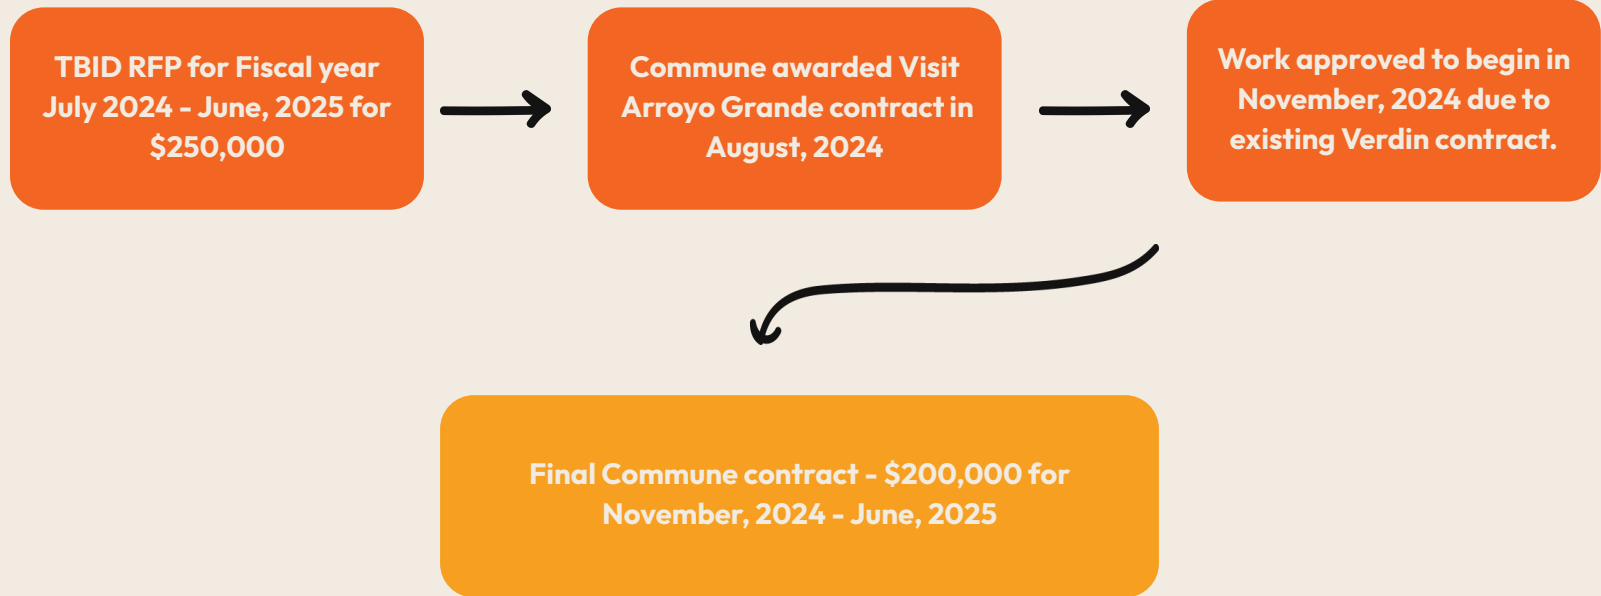 TBID RFP for Fiscal year
July 2024 - June, 2025 for
$250,000
Commune awarded Visit
Arroyo Grande contract in
August, 2024
Work approved to begin in
November, 2024 due to
existing Verdin contract.
Final Commune contract - $200,000 for
November, 2024 - June, 2025